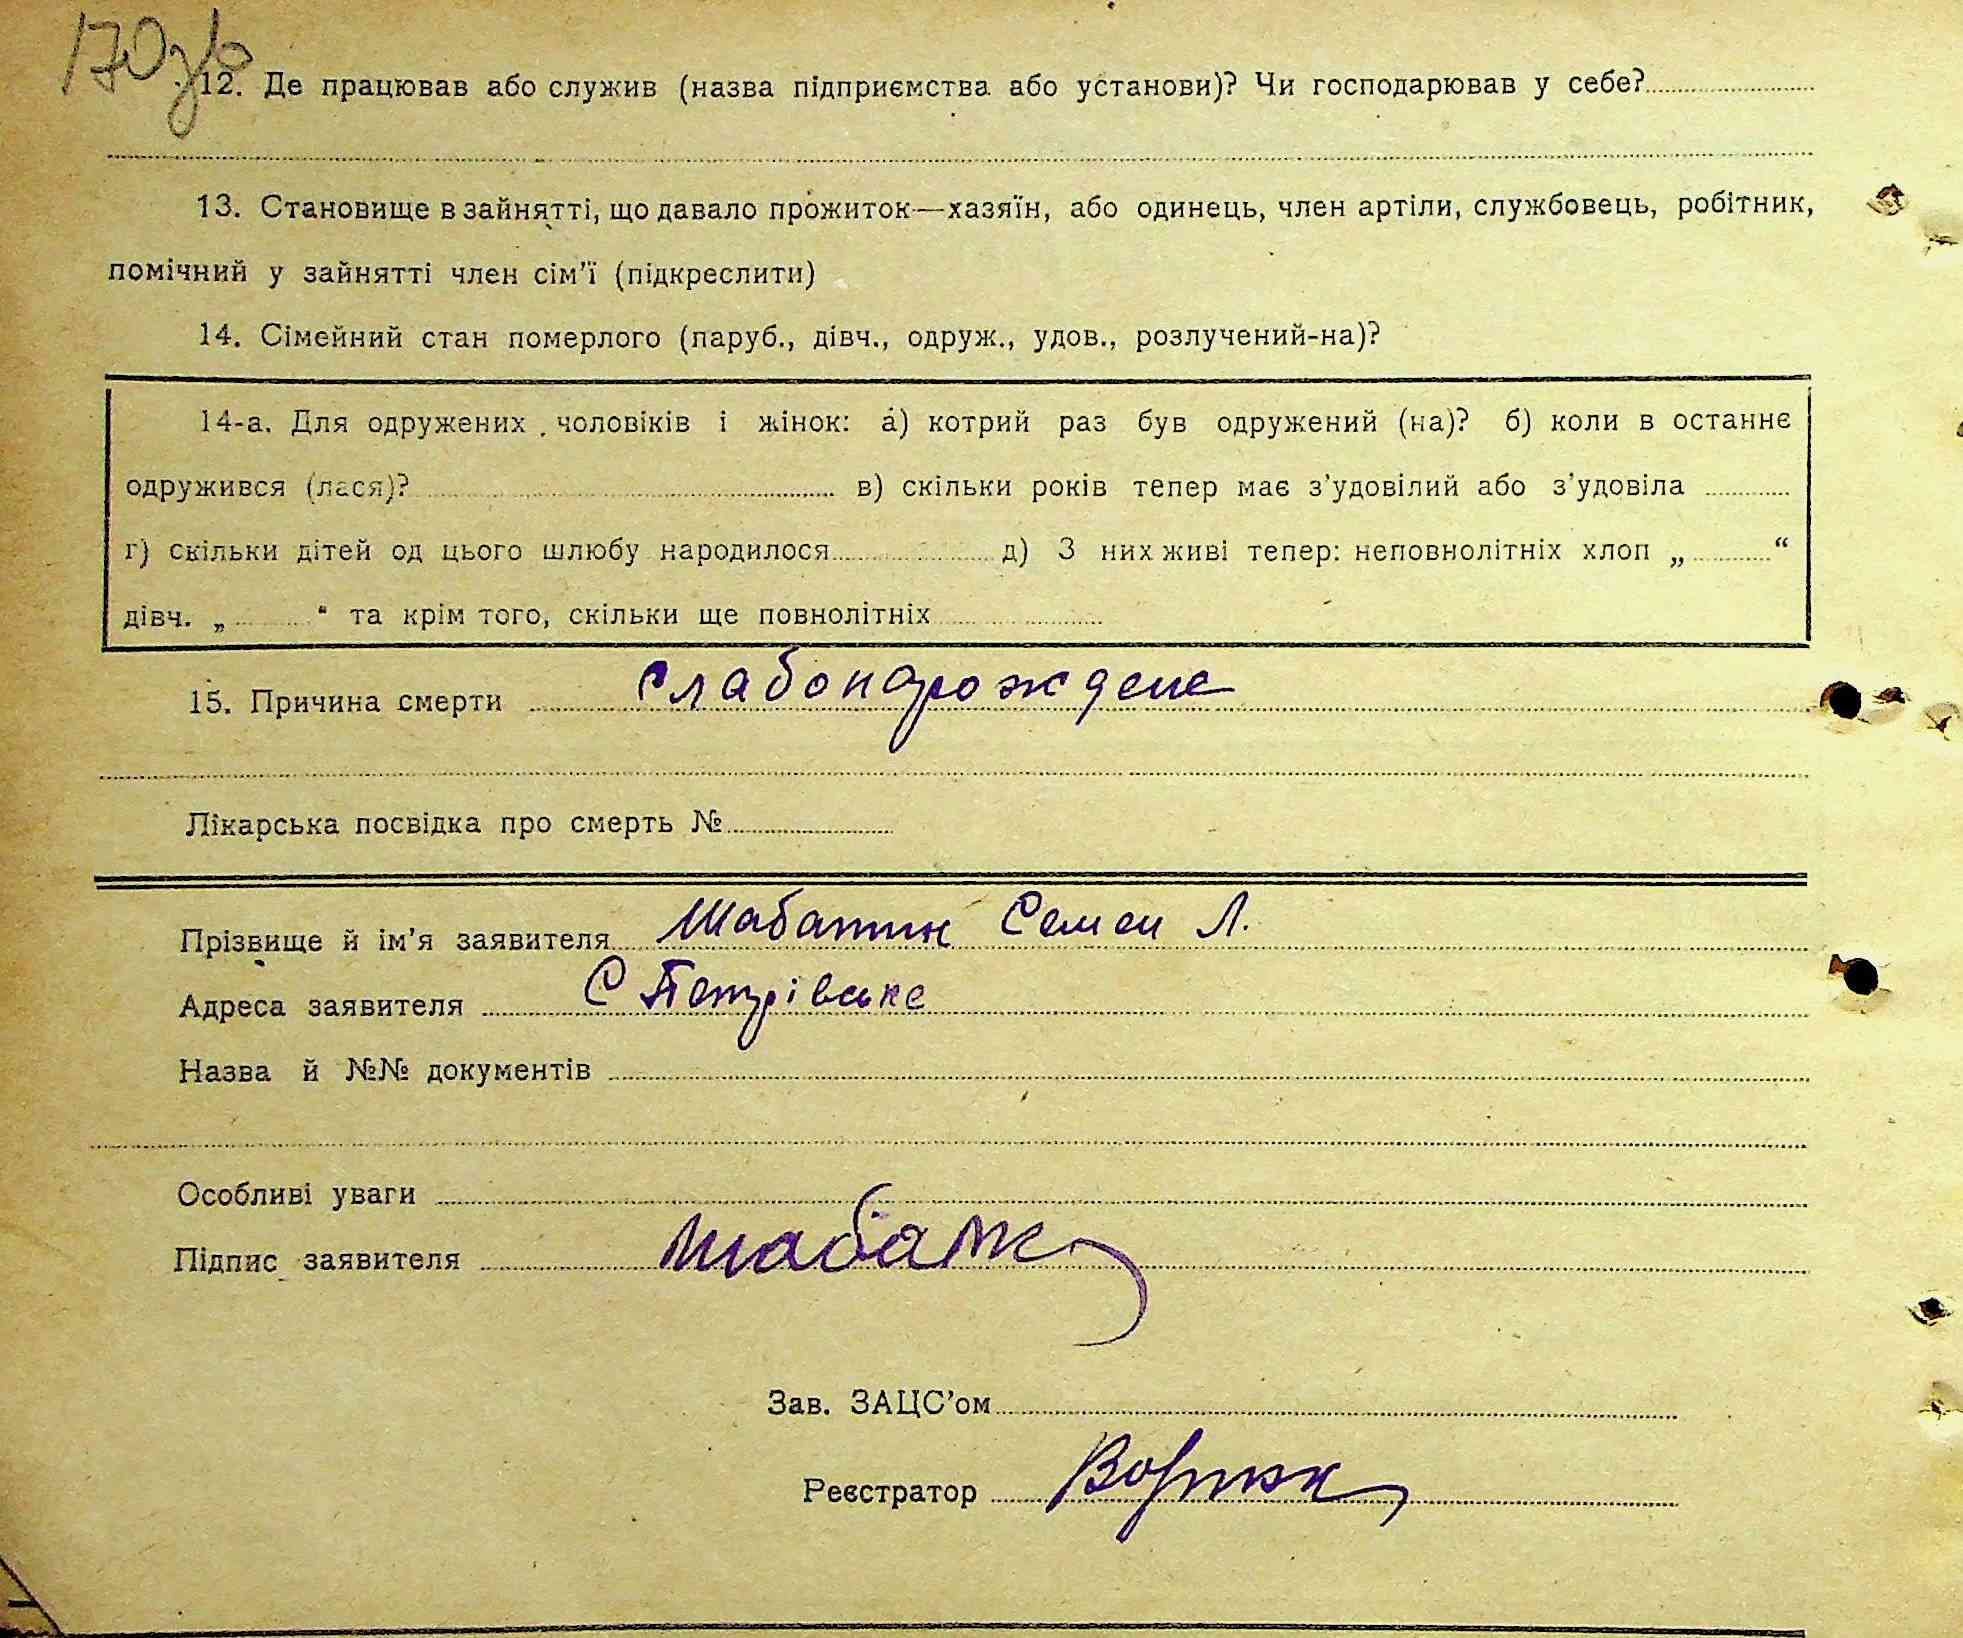 170зв
12. Де працював або служив (назва підприємства або установи)? Чи господарював у себе?
13. Становище в зайнятті, що давало прожиток—хазяїн, або одинець, член артіли, службовець, робітник,
помічний у зайнятті член сім’ї (підкреслити)
14. Сімейний стан померлого (паруб., дівч., одруж., удов., розлучений-на)?
14-а. Для одружених чоловіків і жінок: а) котрий раз був одружений (на)? б) коли в останнє
одружився (лася)? в) скільки років тепер має з’удовілий або з’удовіла
г) скільки дітей од цього шлюбу народилося д) З них живі тепер: неповнолітніх хлоп „ “
дівч. „ “ та крім того, скільки ще повнолітніх
15. Причина смерти Слабонарождене
Лікарська посвідка про смерть №
Прізвище й ім’я заявителя Шабатин Семен Л.
Адреса заявителя С Петрівське
Назва й №№ документів
Особливі уваги
Підпис заявителя
Зав. ЗАЦС’ом
Реєстратор